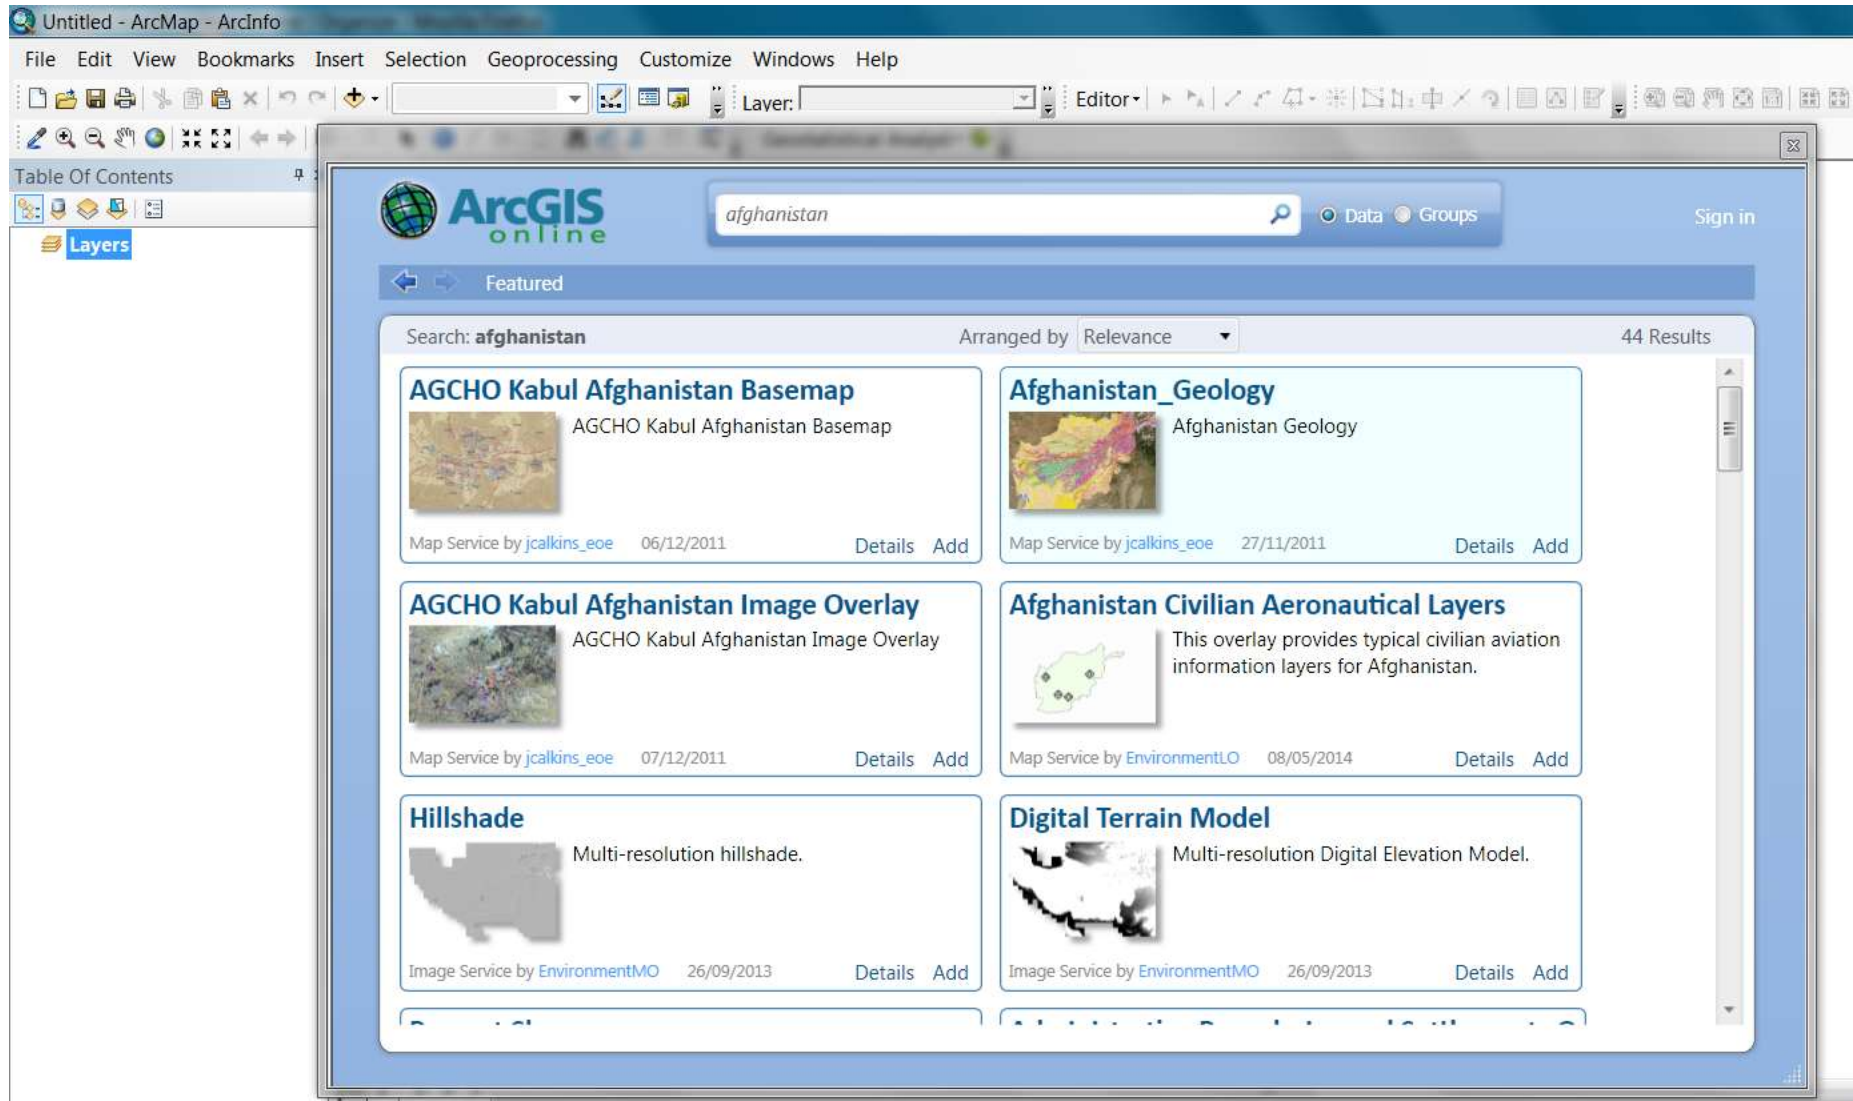 Untitled - ArcMap - ArcInfo
File Edit View Bookmarks Insert Selection Geoprocessing Customize Windows Help
Layer:
Editor
Table Of Contents
Layers
ArcGIS
online
afghanistan
Data
Groups
Sign in
Featured
Search: afghanistan
Arranged by Relevance
44 Results
AGCHO Kabul Afghanistan Basemap
AGCHO Kabul Afghanistan Basemap
Map Service by jcalkins_eoe 06/12/2011 Details Add
Afghanistan_Geology
Afghanistan Geology
Map Service by jcalkins_eoe 27/11/2011 Details Add
AGCHO Kabul Afghanistan Image Overlay
AGCHO Kabul Afghanistan Image Overlay
Map Service by jcalkins_eoe 07/12/2011 Details Add
Afghanistan Civilian Aeronautical Layers
This overlay provides typical civilian aviation
information layers for Afghanistan.
Map Service by EnvironmentLO 08/05/2014 Details Add
Hillshade
Multi-resolution hillshade.
Image Service by EnvironmentMO 26/09/2013 Details Add
Digital Terrain Model
Multi-resolution Digital Elevation Model.
Image Service by EnvironmentMO 26/09/2013 Details Add